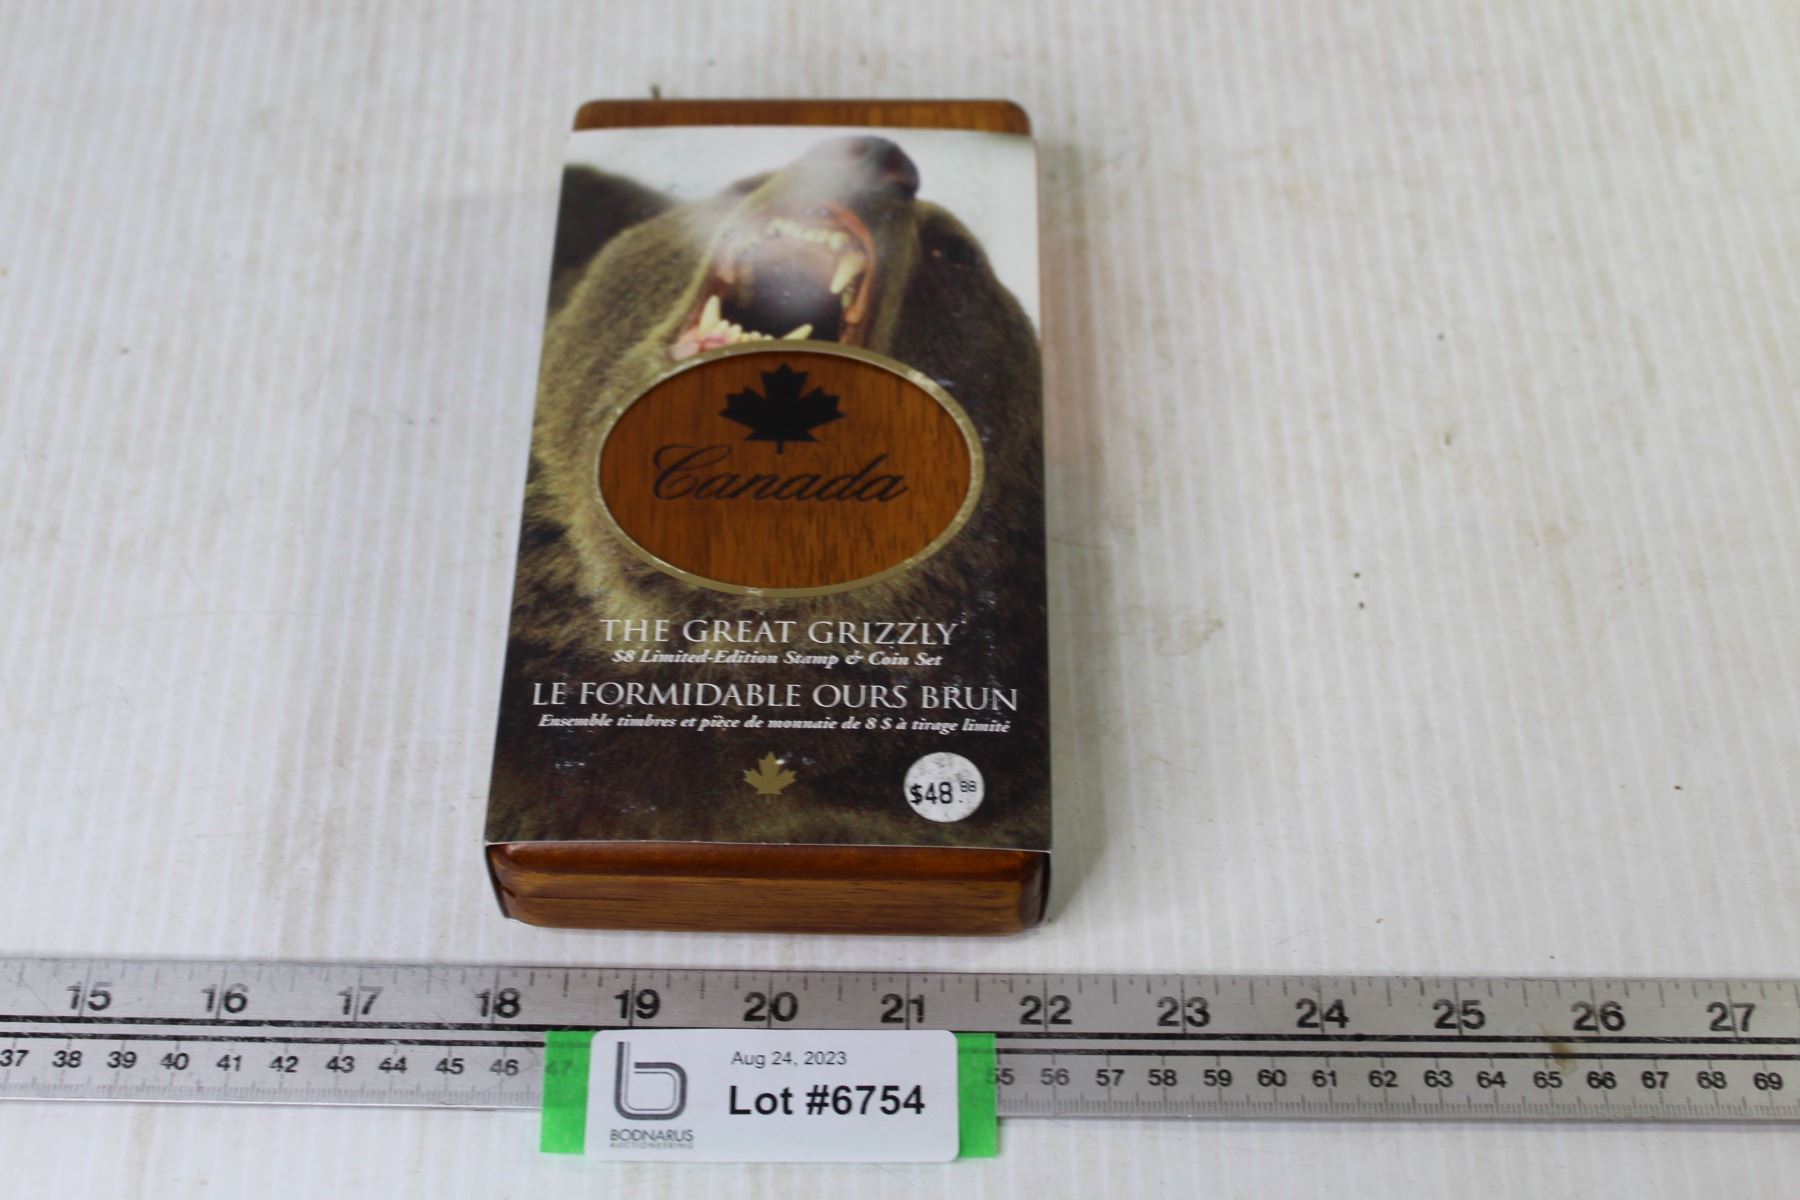 Canada
THE GREAT GRIZZLY
$8 Limited-Edition Stamp & Coin Set
LE FORMIDABLE OURS BRUN
Ensemble timbres et pièce de monnaie de 8 $ à tirage limité
$48.88
15 16 17 18 19 20 21 22 23 24 25 26 27
37 38 39 40 41 42 43 44 45 46 47 55 56 57 58 59 60 61 62 63 64 65 66 67 68 69
Aug 24, 2023
Lot #6754
BODNARUS
AUCTIONEERING